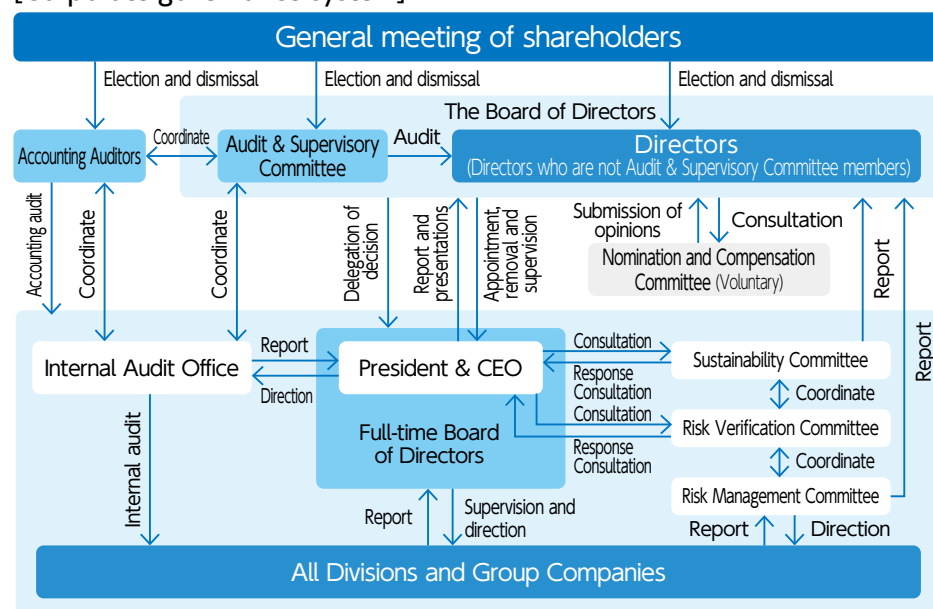 [Corporate governance system]
General meeting of shareholders
Election and dismissal
Election and dismissal
Election and dismissal
The Board of Directors
Accounting Auditors
Coordinate
Audit & Supervisory
Committee
Audit
Directors
(Directors who are not Audit & Supervisory Committee members)
Accounting audit
Coordinate
Coordinate
Delegation of
decision
Report and
presentations
Appointment,
removal and
supervision
Submission of
opinions
Consultation
Nomination and Compensation
Committee (Voluntary)
Report
Report
Internal Audit Office
Report
Direction
President & CEO
Consultation
Response
Consultation
Sustainability Committee
Coordinate
Consultation
Response
Consultation
Risk Verification Committee
Coordinate
Full-time Board
of Directors
Risk Management Committee
Internal audit
Report
Supervision and
direction
Report
Direction
All Divisions and Group Companies